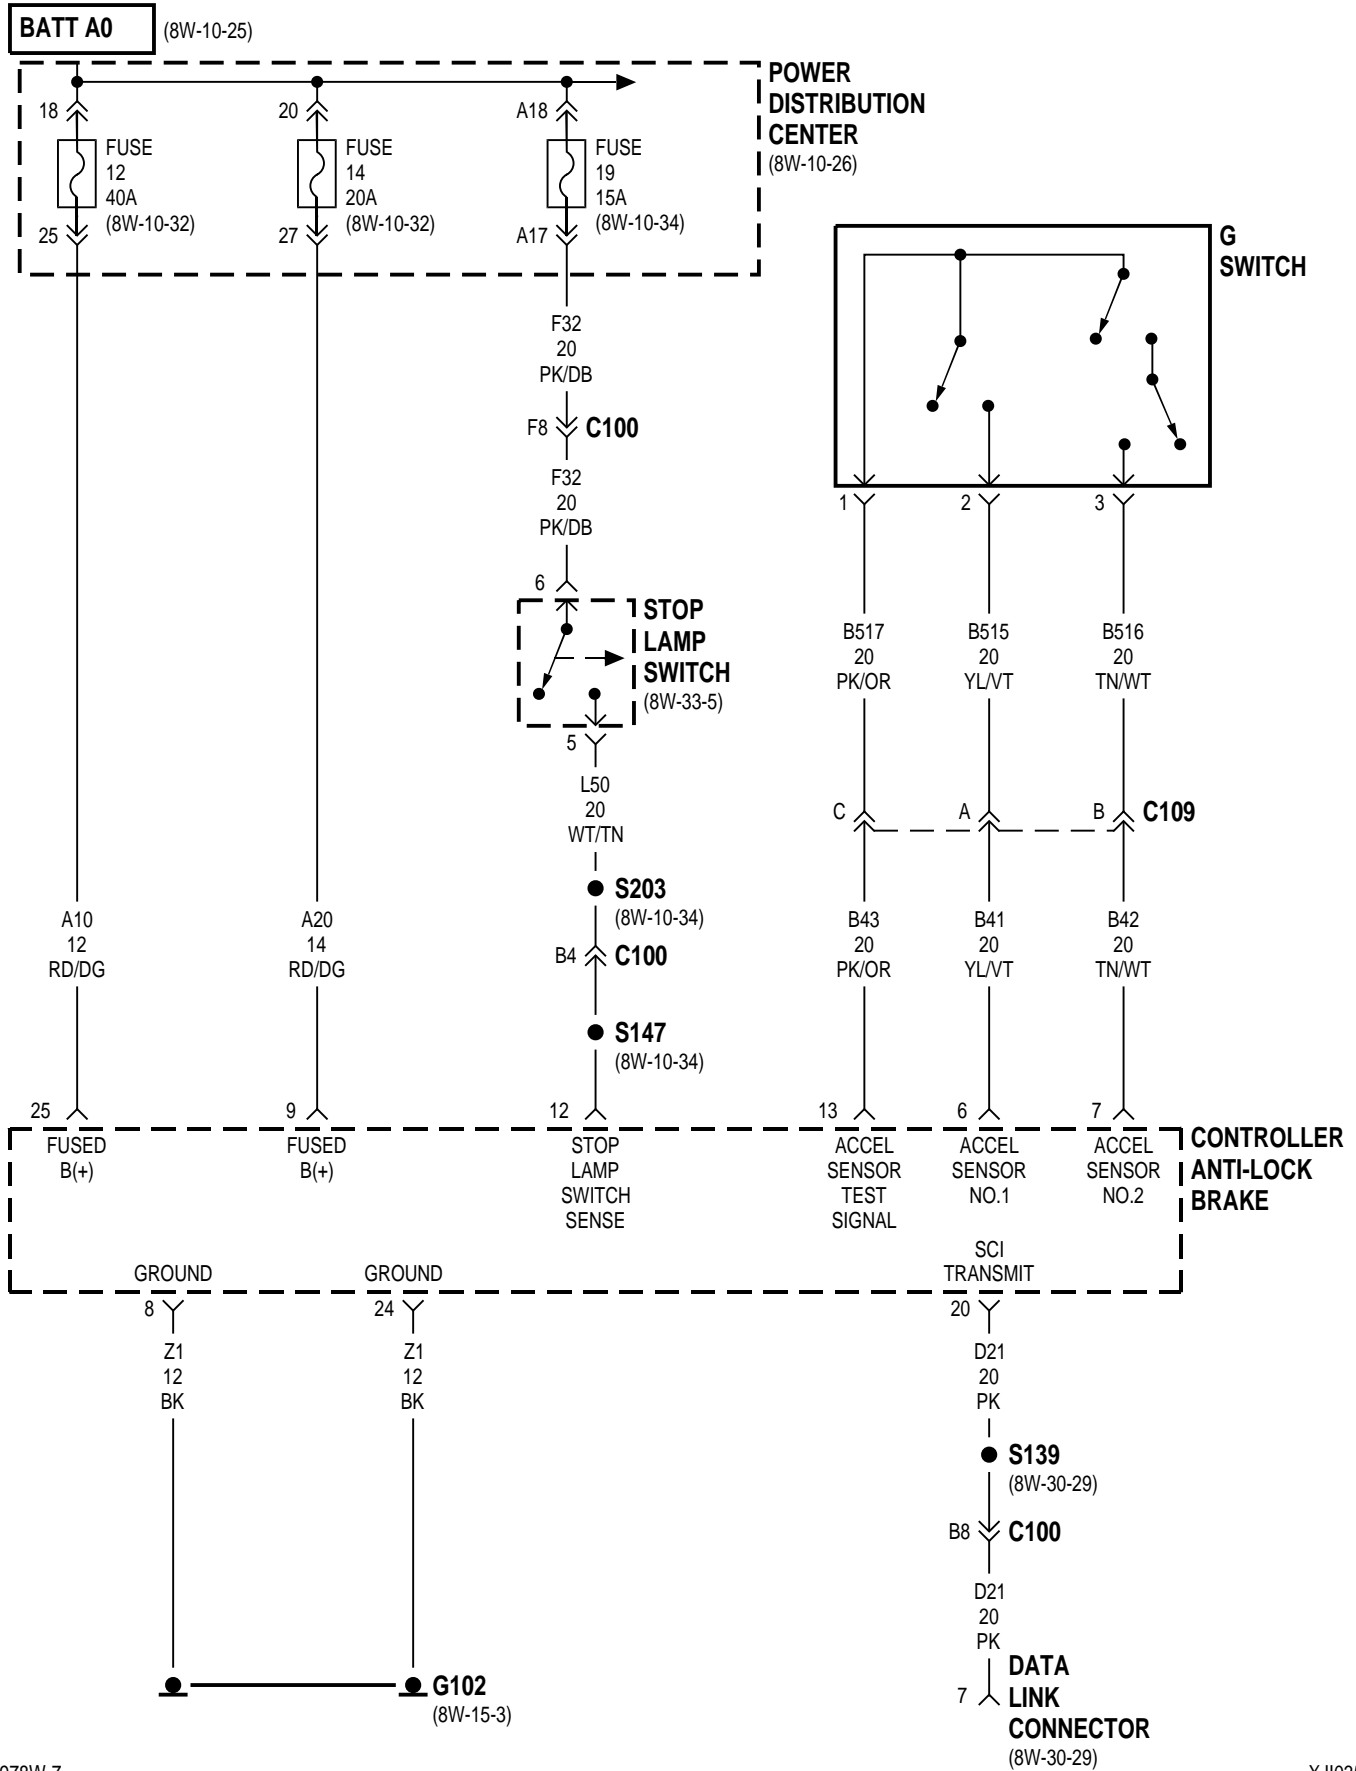 BATT A0
(8W-10-25)
POWER
DISTRIBUTION
CENTER
(8W-10-26)
18
FUSE
12
40A
(8W-10-32)
25
20
FUSE
14
20A
(8W-10-32)
27
A18
FUSE
19
15A
(8W-10-34)
A17
G
SWITCH
F32
20
PK/DB
F8
C100
F32
20
PK/DB
6
STOP
LAMP
SWITCH
(8W-33-5)
5
L50
20
WT/TN
S203
(8W-10-34)
B4
C100
S147
(8W-10-34)
1
2
3
B517
20
PK/OR
B515
20
YL/VT
B516
20
TN/WT
C
A
B
C109
A10
12
RD/DG
A20
14
RD/DG
B43
20
PK/OR
B41
20
YL/VT
B42
20
TN/WT
25
9
12
13
6
7
FUSED
B(+)
FUSED
B(+)
STOP
LAMP
SWITCH
SENSE
ACCEL
SENSOR
TEST
SIGNAL
ACCEL
SENSOR
NO.1
ACCEL
SENSOR
NO.2
CONTROLLER
ANTI-LOCK
BRAKE
GROUND
GROUND
SCI
TRANSMIT
8
24
20
Z1
12
BK
Z1
12
BK
D21
20
PK
S139
(8W-30-29)
B8
C100
D21
20
PK
7
DATA
LINK
CONNECTOR
(8W-30-29)
G102
(8W-15-3)